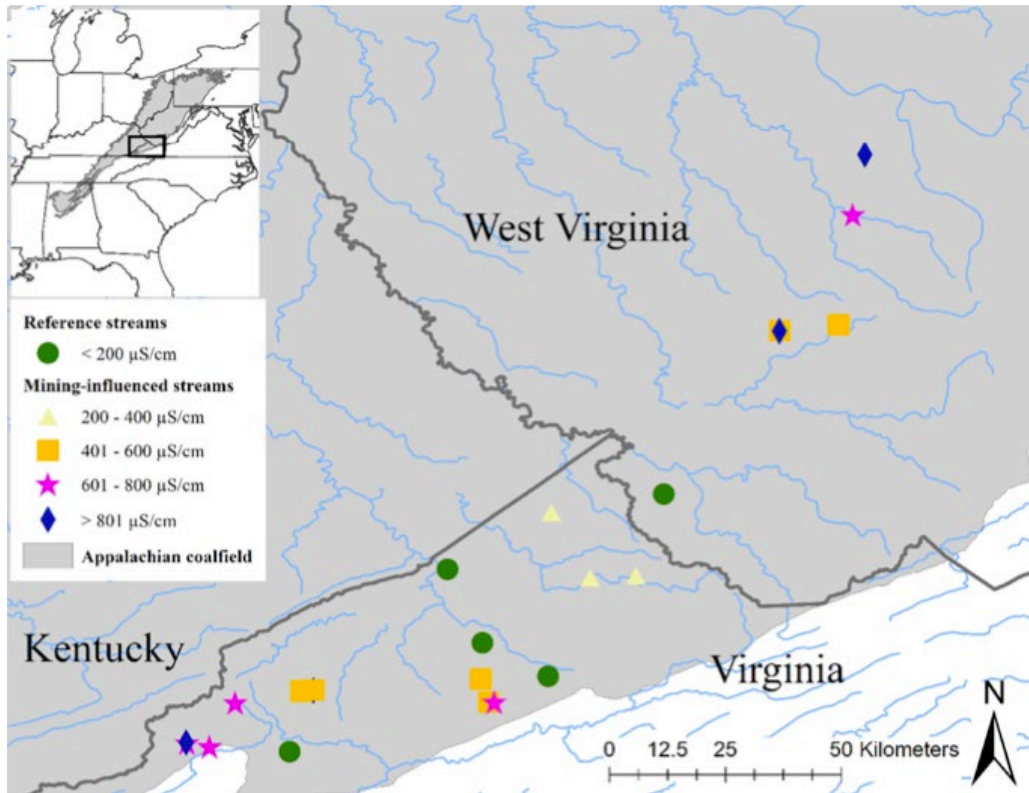 West Virginia
Reference streams
< 200 µS/cm
Mining-influenced streams
200 - 400 µS/cm
401 - 600 µS/cm
601 - 800 µS/cm
> 801 µS/cm
Appalachian coalfield
Kentucky
Virginia
N
0 12.5 25 50 Kilometers